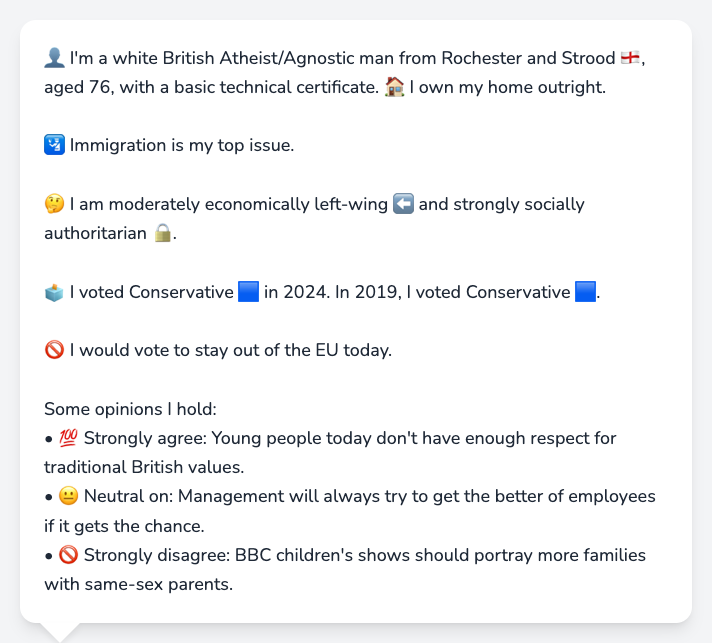 👤 I'm a white British Atheist/Agnostic man from Rochester and Strood 🏴󠁧󠁢󠁥󠁮󠁧󠁿,
aged 76, with a basic technical certificate. 🏠 I own my home outright.
🛂 Immigration is my top issue.
🤔 I am moderately economically left-wing ⬅️ and strongly socially
authoritarian 🔒.
🗳️ I voted Conservative 🟦 in 2024. In 2019, I voted Conservative 🟦.
🚫 I would vote to stay out of the EU today.
Some opinions I hold:
• 💯 Strongly agree: Young people today don't have enough respect for
traditional British values.
• 😐 Neutral on: Management will always try to get the better of employees
if it gets the chance.
• 🚫 Strongly disagree: BBC children's shows should portray more families
with same-sex parents.